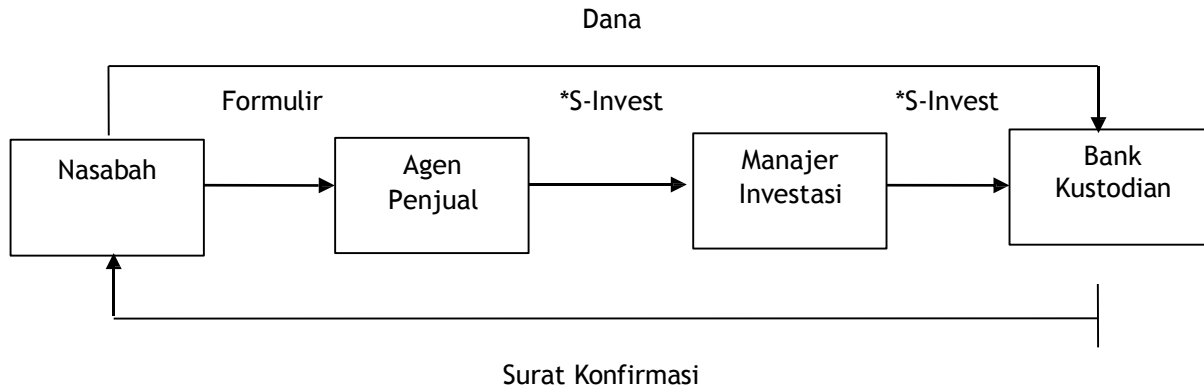 Dana
Formulir
*S-Invest
*S-Invest
Nasabah
Agen
Penjual
Manajer
Investasi
Bank
Kustodian
Surat Konfirmasi